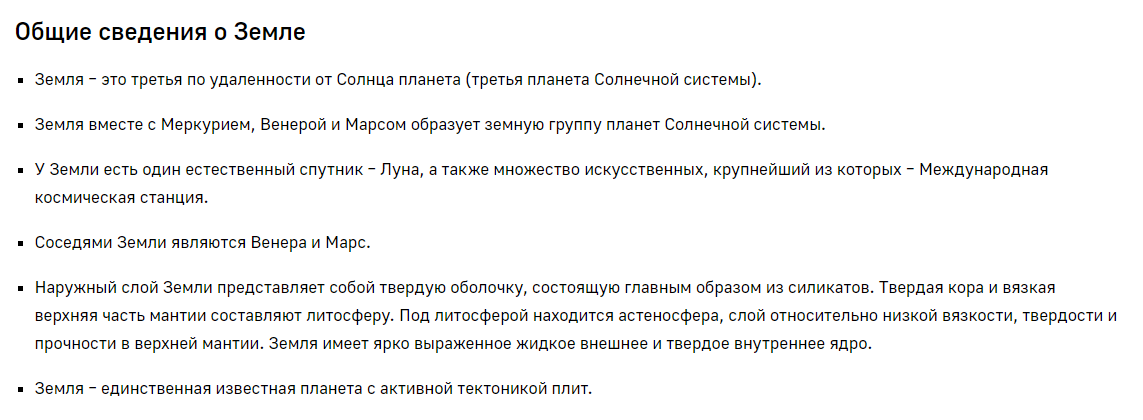 Общие сведения о Земле
▪ Земля – это третья по удаленности от Солнца планета (третья планета Солнечной системы).
▪ Земля вместе с Меркурием, Венерой и Марсом образует земную группу планет Солнечной системы.
▪ У Земли есть один естественный спутник – Луна, а также множество искусственных, крупнейший из которых – Международная
космическая станция.
▪ Соседями Земли являются Венера и Марс.
▪ Наружный слой Земли представляет собой твердую оболочку, состоящую главным образом из силикатов. Твердая кора и вязкая
верхняя часть мантии составляют литосферу. Под литосферой находится астеносфера, слой относительно низкой вязкости, твердости и
прочности в верхней мантии. Земля имеет ярко выраженное жидкое внешнее и твердое внутреннее ядро.
▪ Земля – единственная известная планета с активной тектоникой плит.